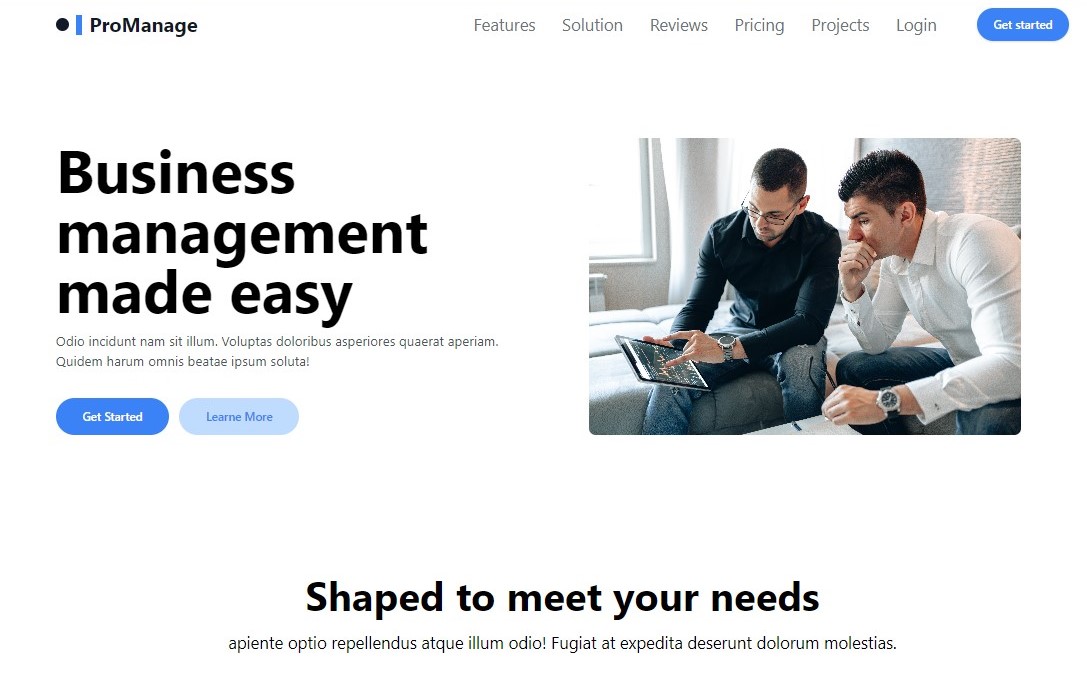 ProManage
Features Solution Reviews Pricing Projects Login Get started
Business
management
made easy
Odio incidunt nam sit illum. Voluptas doloribus asperiores quaerat aperiam.
Quidem harum omnis beatae ipsum soluta!
Get Started Learne More
Shaped to meet your needs
apiente optio repellendus atque illum odio! Fugiat at expedita deserunt dolorum molestias.